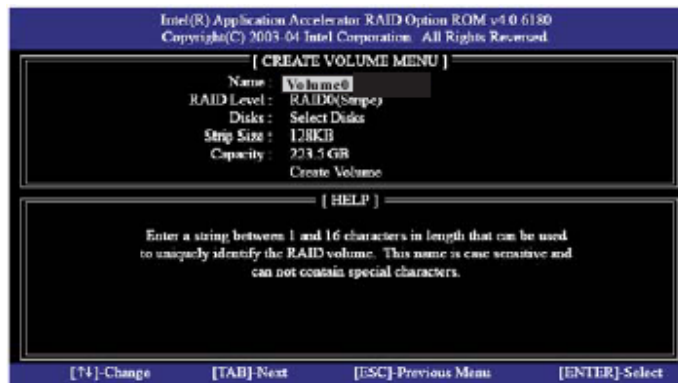 Intel(R) Application Accelerator RAID Option ROM v4.0.6180
Copyright(C) 2003-04 Intel Corporation. All Rights Reversed.
[ CREATE VOLUME MENU ]
Name : Volume0
RAID Level : RAID0(Stripe)
Disks : Select Disks
Strip Size : 128KB
Capacity : 223.5 GB
Create Volume
[ HELP ]
Enter a string between 1 and 16 characters in length that can be used
to uniquely identify the RAID volume. This name is case sensitive and
can not contain special characters.
[↑↓]-Change [TAB]-Next [ESC]-Previous Menu [ENTER]-Select